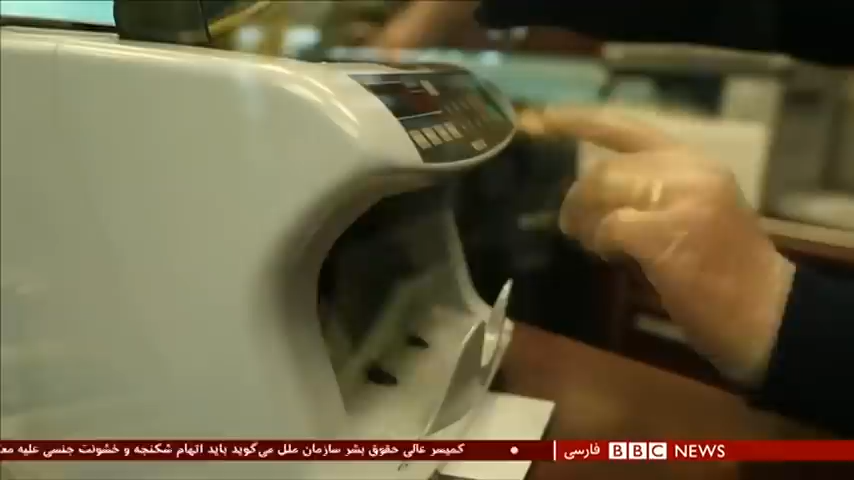 فارسی BBC NEWS
کمیسر عالی حقوق بشر سازمان ملل می‌گوید باید اتهام شکنجه و خشونت جنسی علیه